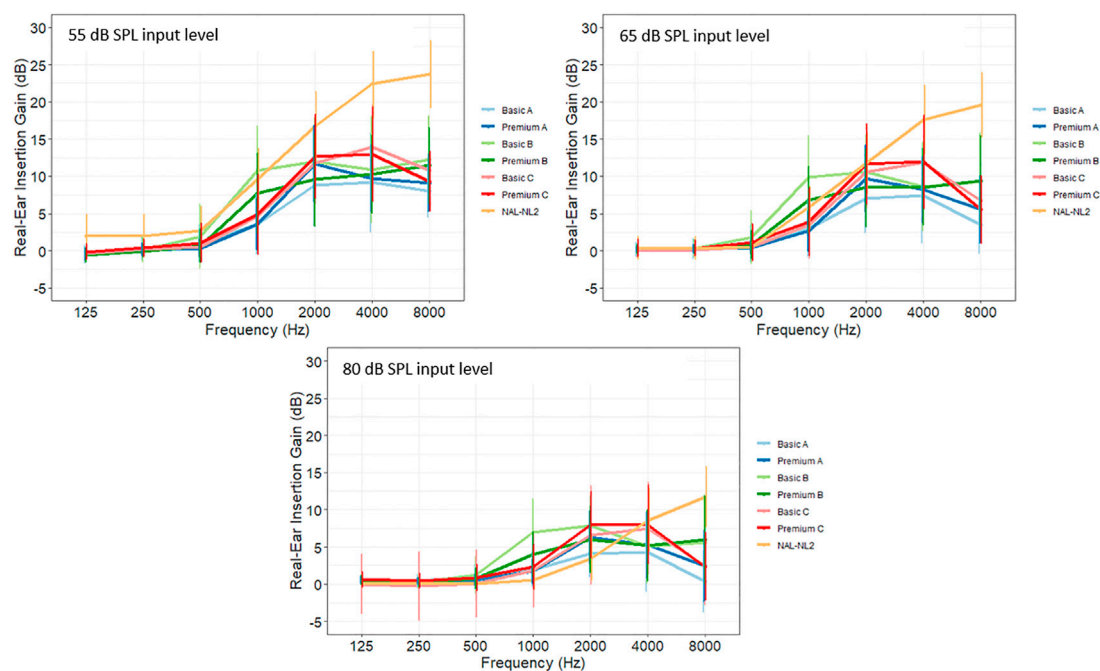 55 dB SPL input level
Real-Ear Insertion Gain (dB)
30
25
20
15
10
5
0
-5
125 250 500 1000 2000 4000 8000
Frequency (Hz)
Basic A
Premium A
Basic B
Premium B
Basic C
Premium C
NAL-NL2
65 dB SPL input level
Real-Ear Insertion Gain (dB)
30
25
20
15
10
5
0
-5
125 250 500 1000 2000 4000 8000
Frequency (Hz)
Basic A
Premium A
Basic B
Premium B
Basic C
Premium C
NAL-NL2
80 dB SPL input level
Real-Ear Insertion Gain (dB)
30
25
20
15
10
5
0
-5
125 250 500 1000 2000 4000 8000
Frequency (Hz)
Basic A
Premium A
Basic B
Premium B
Basic C
Premium C
NAL-NL2